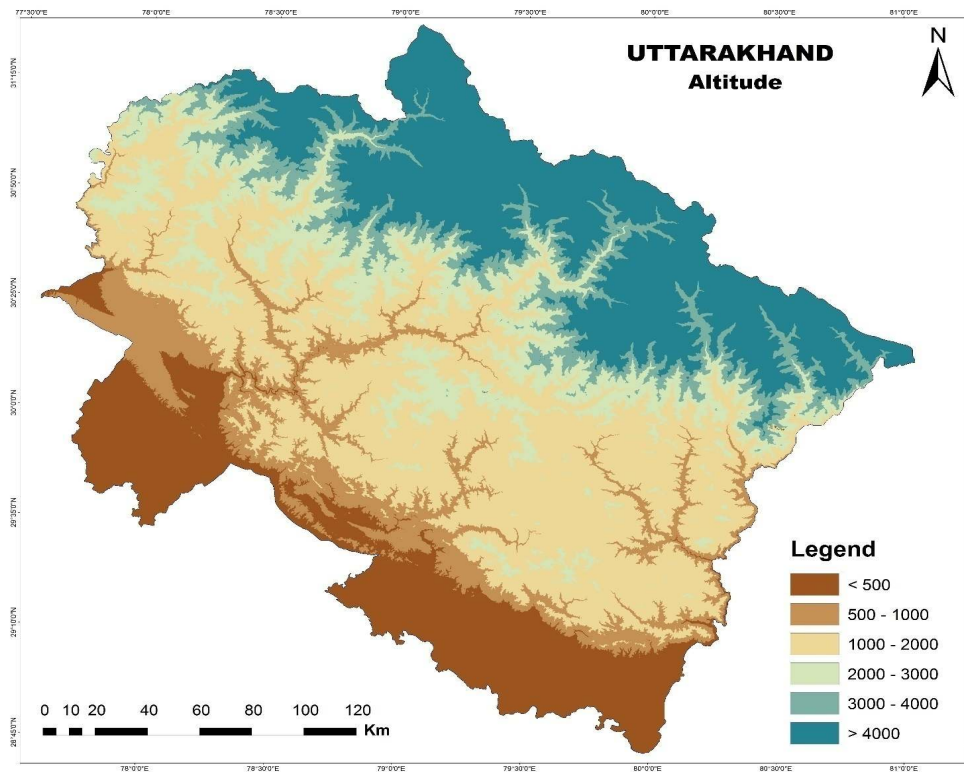 77°30'0"E 78°0'0"E 78°30'0"E 79°0'0"E 79°30'0"E 80°0'0"E 80°30'0"E 81°0'0"E
UTTARAKHAND
Altitude
N
31°15'0"N
30°50'0"N
30°25'0"N
30°0'0"N
29°35'0"N
29°10'0"N
28°45'0"N
Legend
< 500
500 - 1000
1000 - 2000
2000 - 3000
3000 - 4000
> 4000
0 10 20 40 60 80 100 120
Km
78°0'0"E 78°30'0"E 79°0'0"E 79°30'0"E 80°0'0"E 80°30'0"E 81°0'0"E